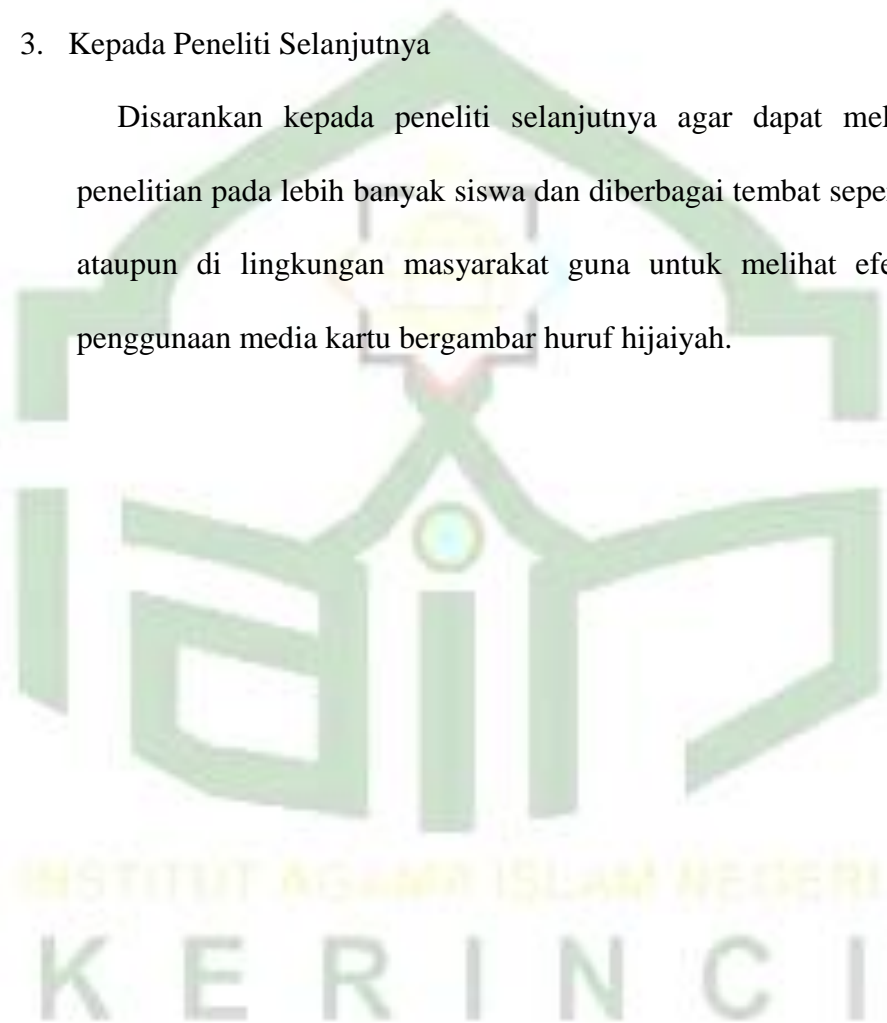 3. Kepada Peneliti Selanjutnya
Disarankan kepada peneliti selanjutnya agar dapat
penelitian pada lebih banyak siswa dan diberbagai tembat
ataupun di lingkungan masyarakat guna untuk melihat
penggunaan media kartu bergambar huruf hijaiyah.
iain
INSTITUT AGAMA ISLAM NEGERI
KERINCI